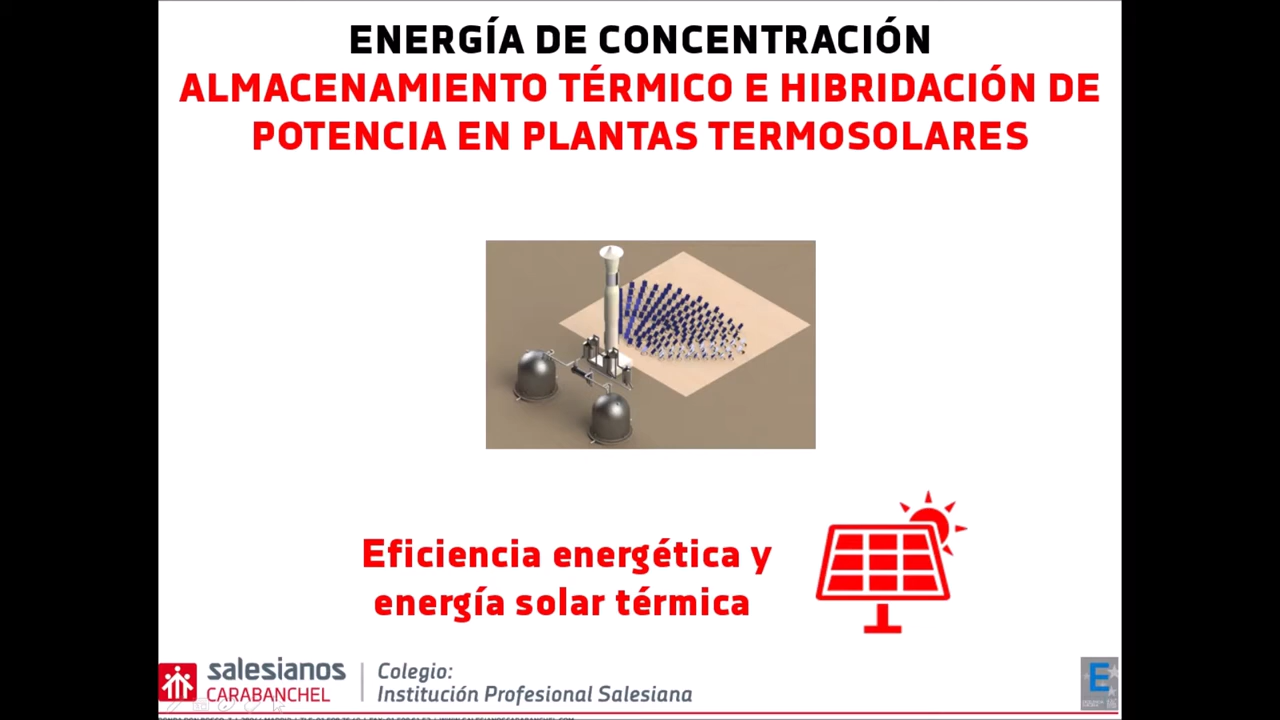 ENERGÍA DE CONCENTRACIÓN
ALMACENAMIENTO TÉRMICO E HIBRIDACIÓN DE
POTENCIA EN PLANTAS TERMOSOLARES
Eficiencia energética y
energía solar térmica
salesianos
CARABANCHEL
Colegio:
Institución Profesional Salesiana
E